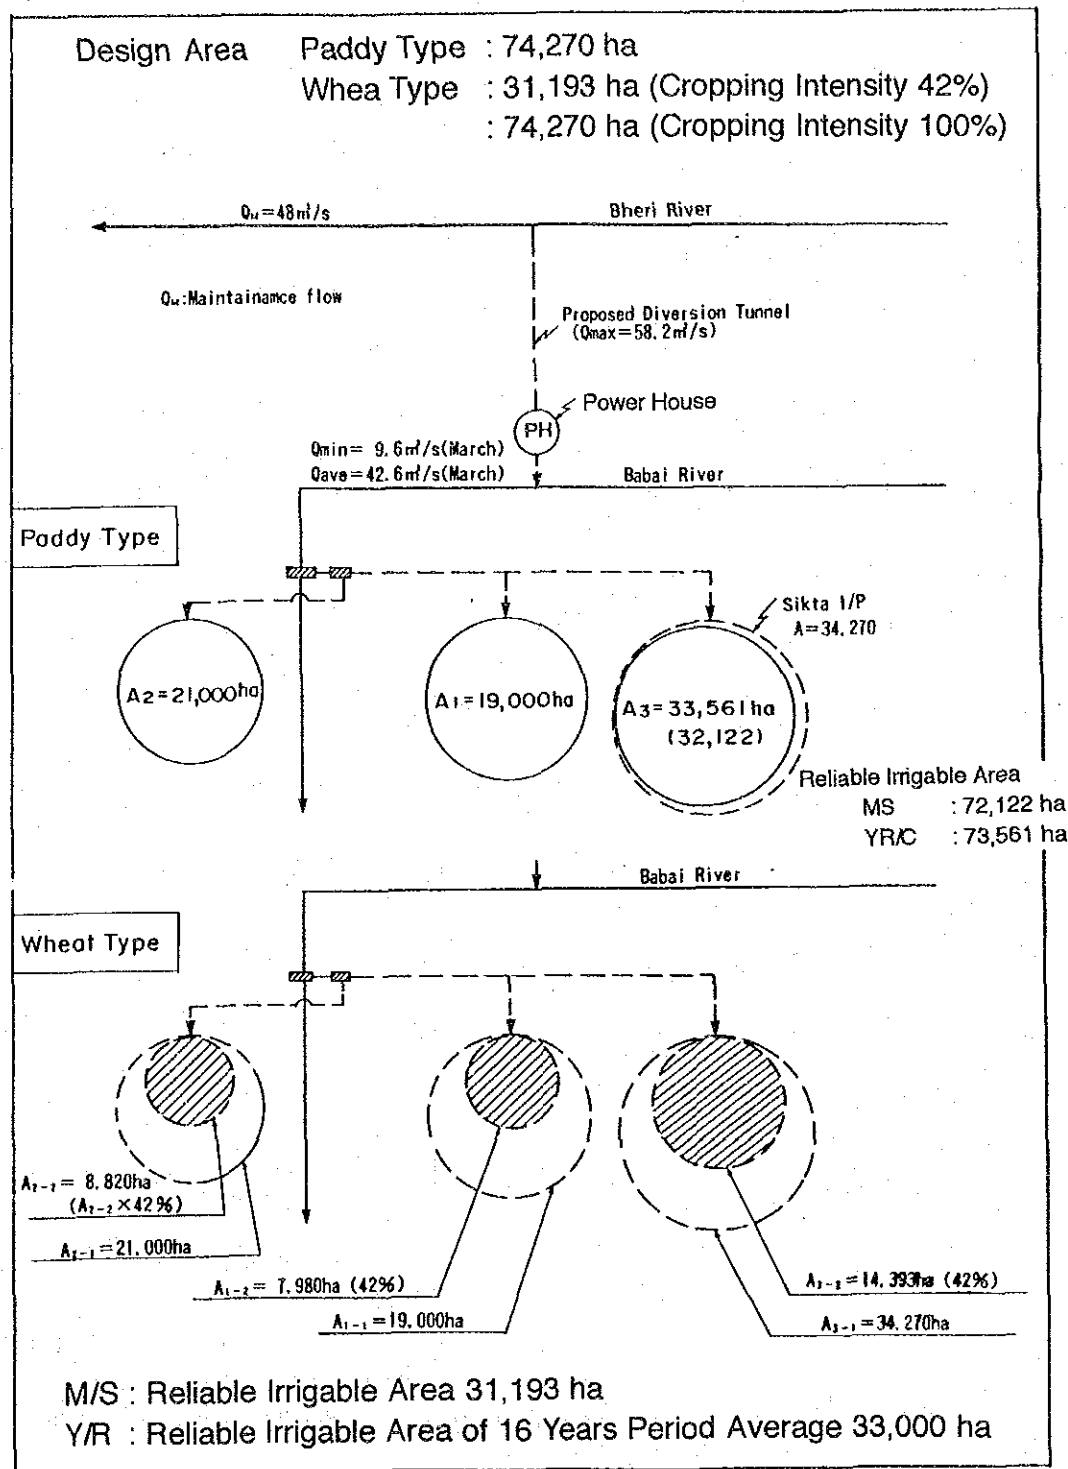 Design Area Paddy Type : 74,270 ha
Whea Type : 31,193 ha (Cropping Intensity 42%)
: 74,270 ha (Cropping Intensity 100%)
Qᴍ=48㎥/s Bheri River
Qᴍ:Maintainamce flow
Proposed Diversion Tunnel
(Qmax=58.2㎥/s)
Power House
PH
Qmin= 9.6㎥/s(March)
Qave=42.6㎥/s(March)
Babai River
Paddy Type
Sikta I/P
A=34.270
A2=21,000ha
A1=19,000ha
A3=33,561ha
(32,122)
Reliable Irrigable Area
MS : 72,122 ha
YR/C : 73,561 ha
Babai River
Wheat Type
A₂₋₂= 8.820ha
(A₂₋₂×42%)
A₂₋₁=21.000ha
A₁₋₂= 7.980ha (42%)
A₁₋₁=19.000ha
A₃₋₂=14.393ha (42%)
A₃₋₁=34.270ha
M/S : Reliable Irrigable Area 31,193 ha
Y/R : Reliable Irrigable Area of 16 Years Period Average 33,000 ha